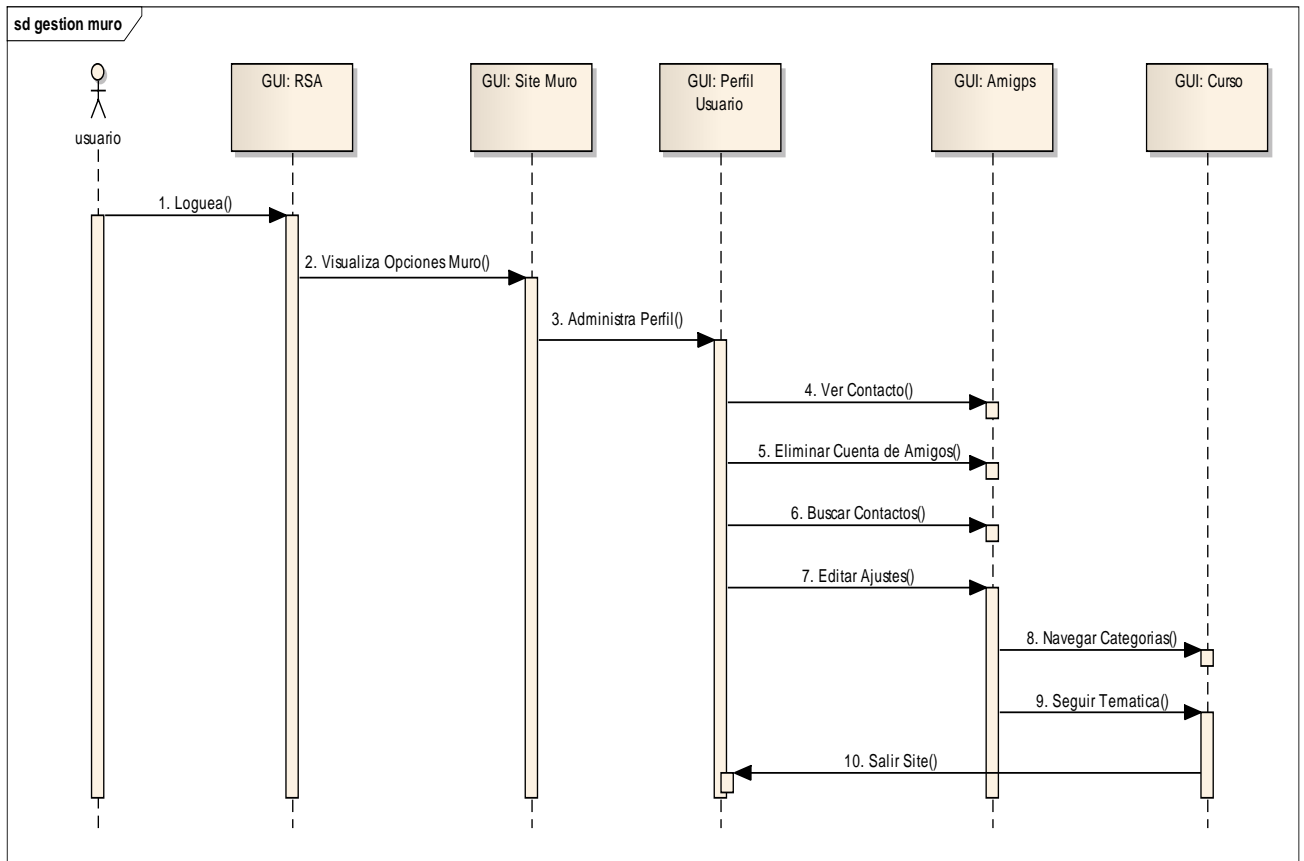 sd gestion muro
usuario
GUI: RSA
GUI: Site Muro
GUI: Perfil
Usuario
GUI: Amigps
GUI: Curso
1. Loguea()
2. Visualiza Opciones Muro()
3. Administra Perfil()
4. Ver Contacto()
5. Eliminar Cuenta de Amigos()
6. Buscar Contactos()
7. Editar Ajustes()
8. Navegar Categorias()
9. Seguir Tematica()
10. Salir Site()